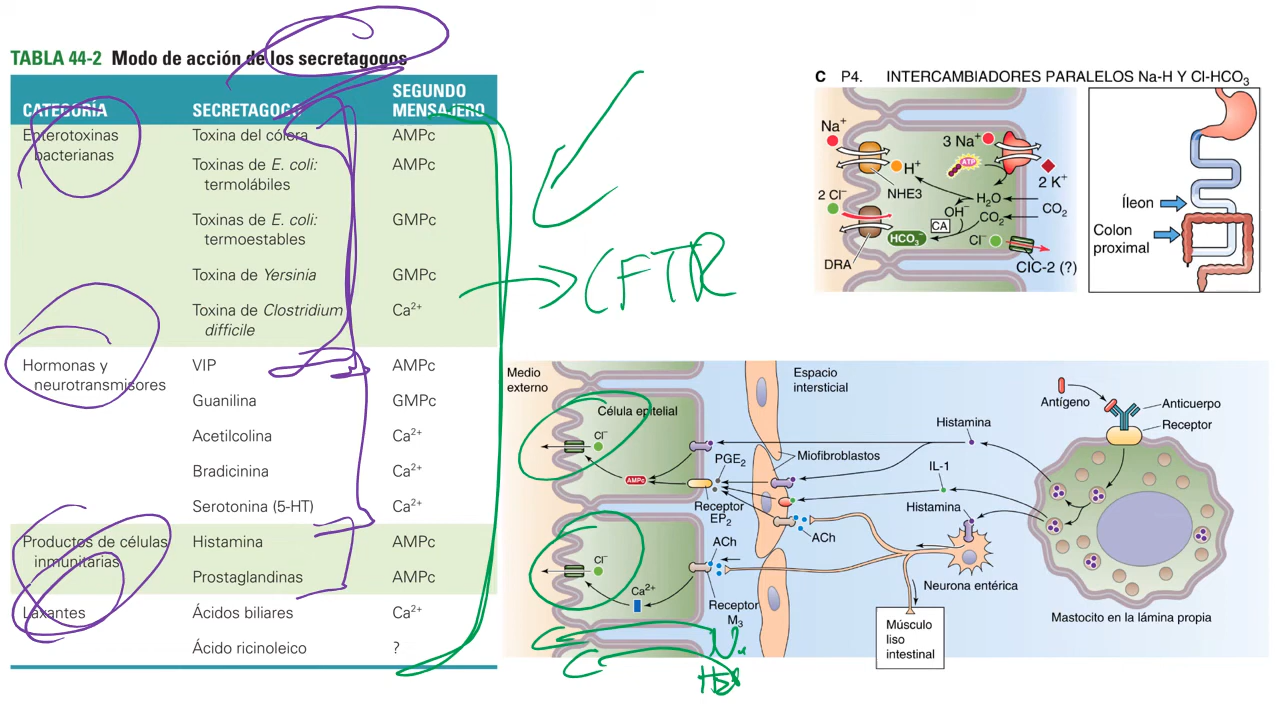 TABLA 44-2 Modo de acción de los secretagogos
CATEGORÍA SECRETAGOGO SEGUNDO MENSAJERO
Enterotoxinas bacterianas Toxina del cólera AMPc
Toxinas de E. coli: termolábiles AMPc
Toxinas de E. coli: termoestables GMPc
Toxina de Yersinia GMPc
Toxina de Clostridium difficile Ca²⁺
Hormonas y neurotransmisores VIP AMPc
Guanilina GMPc
Acetilcolina Ca²⁺
Bradicinina Ca²⁺
Serotonina (5-HT) Ca²⁺
Productos de células inmunitarias Histamina AMPc
Prostaglandinas AMPc
Laxantes Ácidos biliares Ca²⁺
Ácido ricinoleico ?
CFTR
C P4. INTERCAMBIADORES PARALELOS Na-H Y Cl-HCO₃
Na⁺
3 Na⁺
ATP
H⁺
NHE3
2 K⁺
2 Cl⁻
H₂O
OH⁻
CO₂
CO₂
CA
HCO₃⁻
Cl⁻
DRA
ClC-2 (?)
Íleon
Colon
proximal
Medio
externo
Espacio
intersticial
Célula epitelial
Cl⁻
AMPc
PGE₂
Receptor
EP₂
Miofibroblastos
Histamina
IL-1
Histamina
ACh
ACh
Cl⁻
Ca²⁺
Receptor
M₃
Neurona entérica
Músculo
liso
intestinal
Antígeno
Anticuerpo
Receptor
Mastocito en la lámina propia